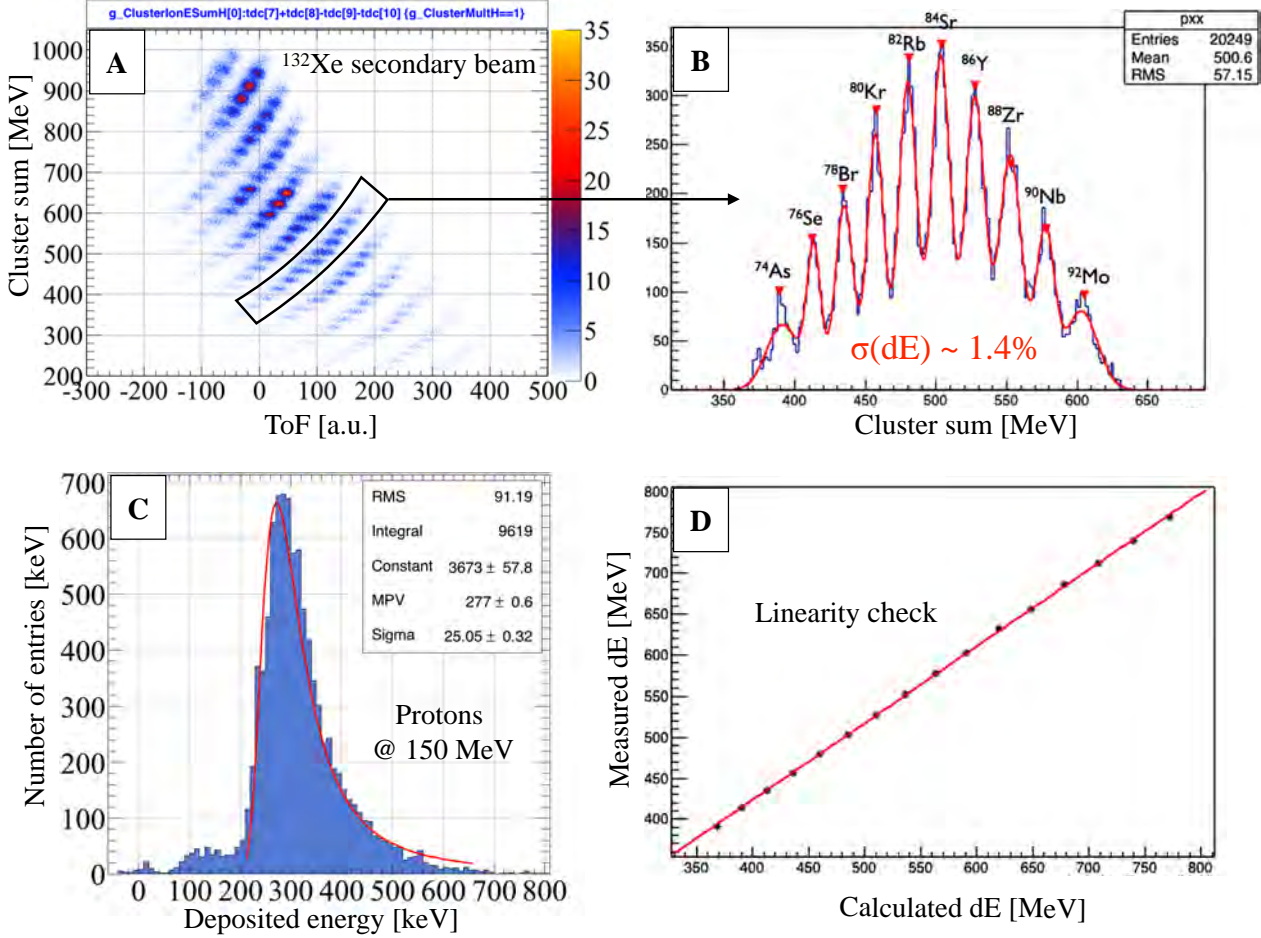 g_ClusterIonESumH[0]:tdc[7]+tdc[8]-tdc[9]-tdc[10] {g_ClusterMultH==1}
A
¹³²Xe secondary beam
Cluster sum [MeV]
1000
900
800
700
600
500
400
300
200
-300 -200 -100 0 100 200 300 400 500
ToF [a.u.]
35
30
25
20
15
10
5
0
B
pxx
Entries 20249
Mean 500.6
RMS 57.15
⁷⁴As
⁷⁶Se
⁷⁸Br
⁸⁰Kr
⁸²Rb
⁸⁴Sr
⁸⁶Y
⁸⁸Zr
⁹⁰Nb
⁹²Mo
σ(dE) ~ 1.4%
350
300
250
200
150
100
50
0
350 400 450 500 550 600 650
Cluster sum [MeV]
C
RMS 91.19
Integral 9619
Constant 3673 ± 57.8
MPV 277 ± 0.6
Sigma 25.05 ± 0.32
Protons
@ 150 MeV
Number of entries [keV]
700
600
500
400
300
200
100
0
0 100 200 300 400 500 600 700 800
Deposited energy [keV]
D
Linearity check
Measured dE [MeV]
800
750
700
650
600
550
500
450
400
350 400 450 500 550 600 650 700 750 800
Calculated dE [MeV]